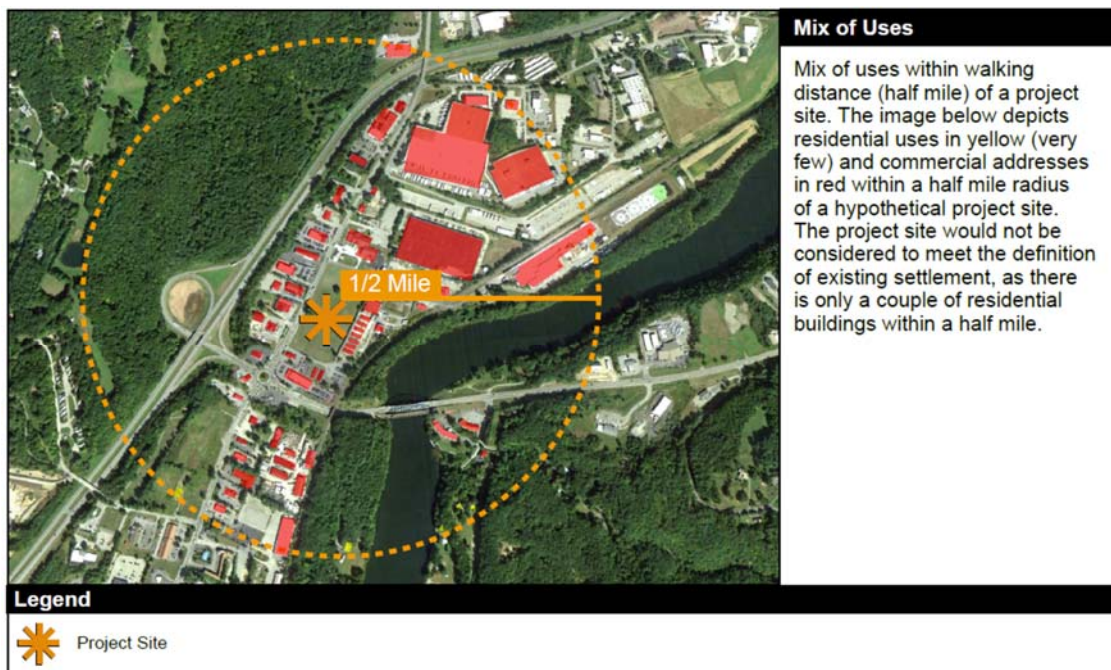 Mix of Uses
Mix of uses within walking
distance (half mile) of a project
site. The image below depicts
residential uses in yellow (very
few) and commercial addresses
in red within a half mile radius
of a hypothetical project site.
The project site would not be
considered to meet the definition
of existing settlement, as there
is only a couple of residential
buildings within a half mile.
1/2 Mile
Legend
Project Site